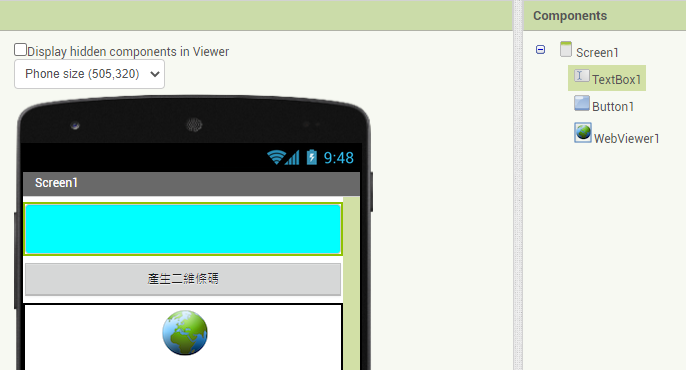 Components
Display hidden components in Viewer
Phone size (505,320)
Screen1
TextBox1
Button1
WebViewer1
9:48
Screen1
產生二維條碼